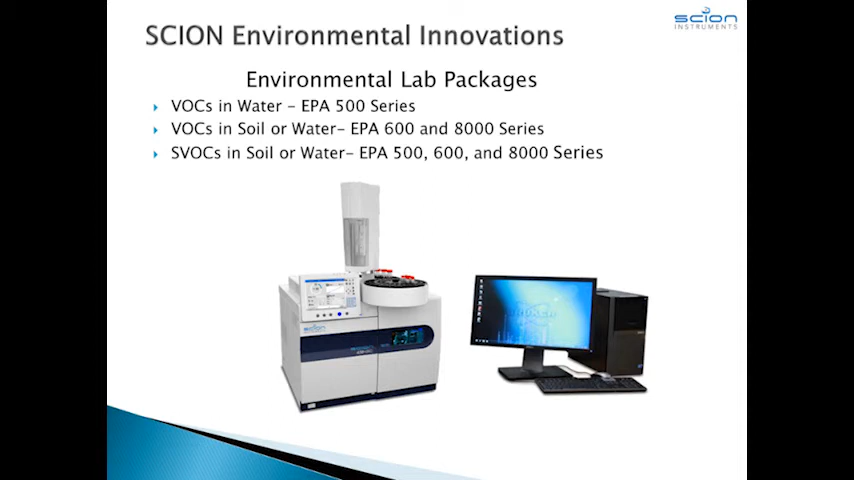 SCION Environmental Innovations
scion
INSTRUMENTS
Environmental Lab Packages
VOCs in Water – EPA 500 Series
VOCs in Soil or Water– EPA 600 and 8000 Series
SVOCs in Soil or Water– EPA 500, 600, and 8000 Series
scion